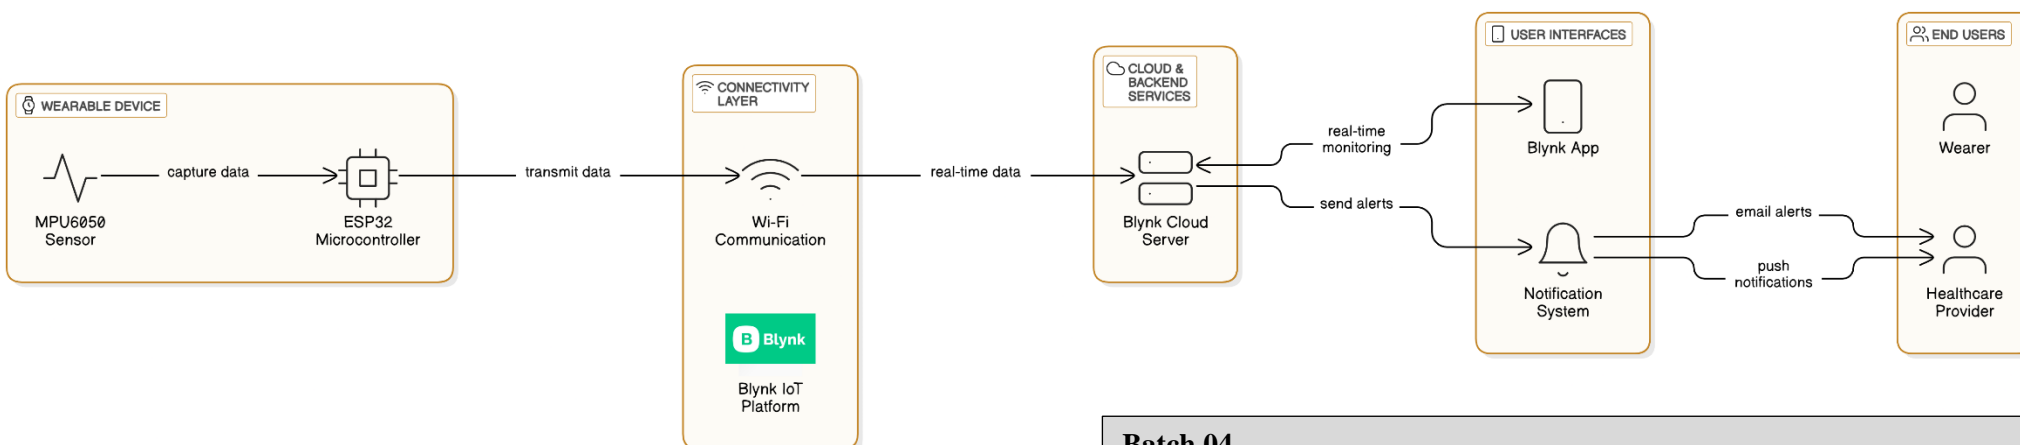 WEARABLE DEVICE
MPU6050
Sensor
capture data
ESP32
Microcontroller
transmit data
CONNECTIVITY
LAYER
Wi-Fi
Communication
B Blynk
Blynk IoT
Platform
real-time data
CLOUD &
BACKEND
SERVICES
Blynk Cloud
Server
real-time
monitoring
send alerts
USER INTERFACES
Blynk App
Notification
System
email alerts
push
notifications
END USERS
Wearer
Healthcare
Provider
Batch 04